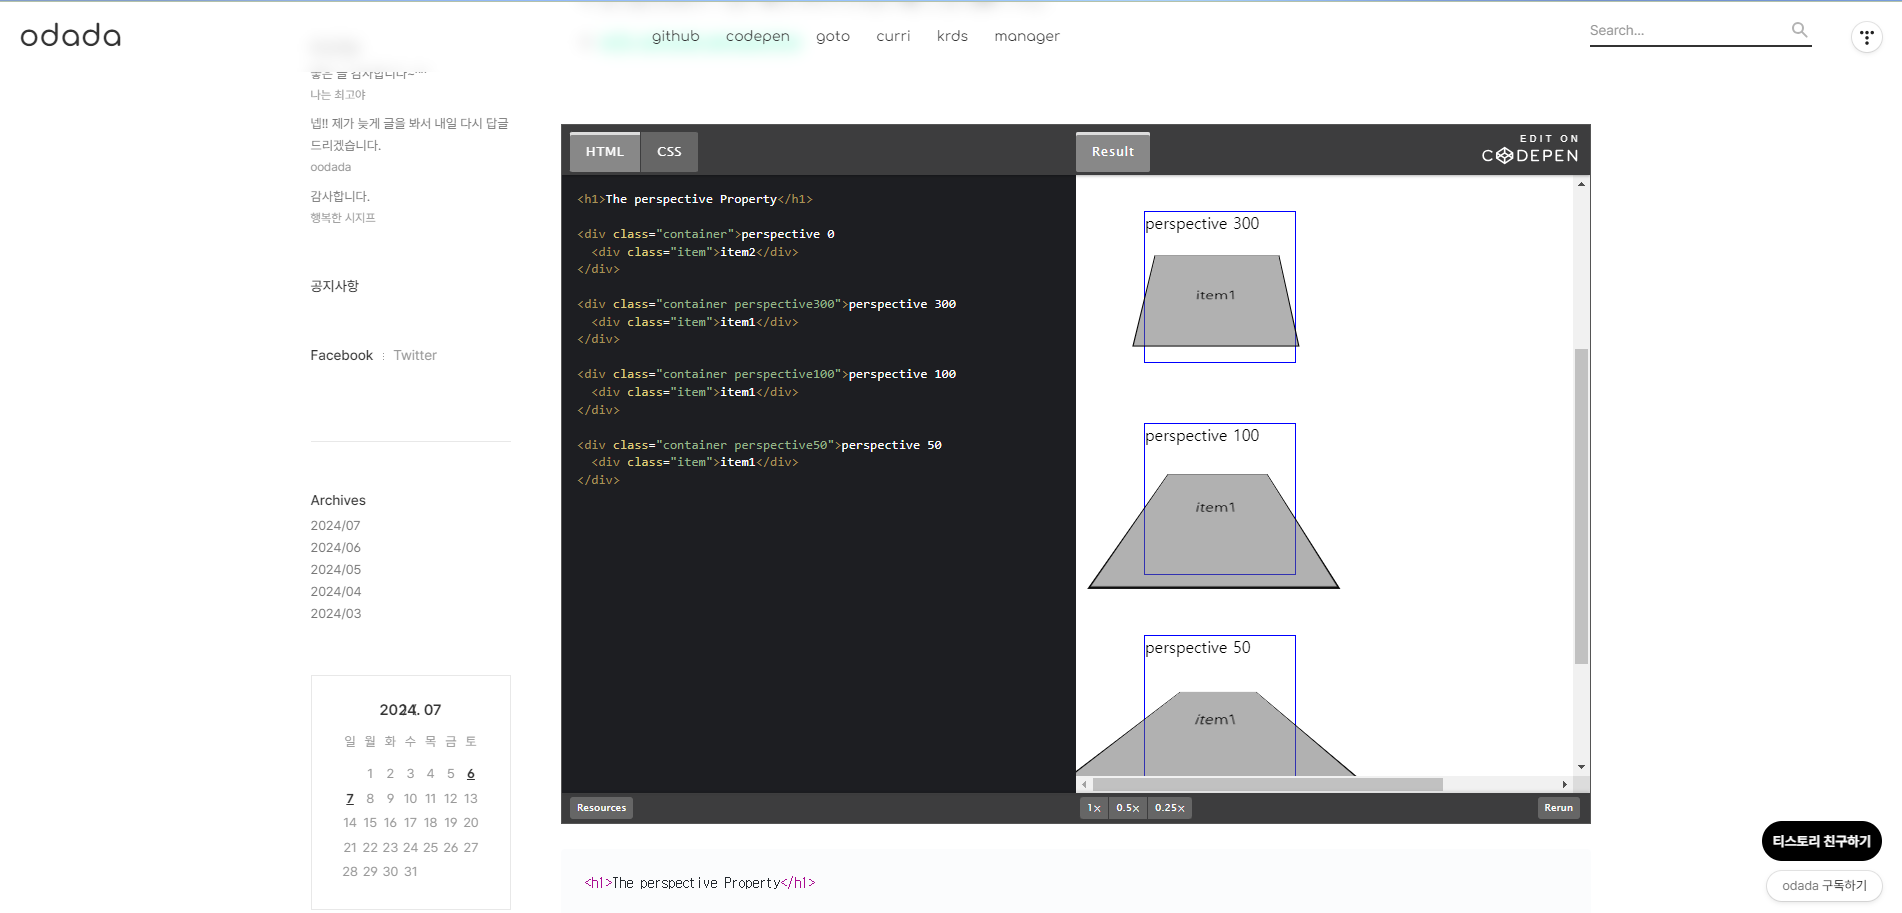 odada
github codepen goto curri krds manager
Search...
좋은 글 감사합니다~^^
나는 최고야
넵!! 제가 늦게 글을 봐서 내일 다시 답글
드리겠습니다.
oodada
감사합니다.
행복한 시지프
공지사항
Facebook
Twitter
Archives
2024/07
2024/06
2024/05
2024/04
2024/03
2024. 07
일 월 화 수 목 금 토
1 2 3 4 5 6
7 8 9 10 11 12 13
14 15 16 17 18 19 20
21 22 23 24 25 26 27
28 29 30 31
HTML CSS
Result
EDIT ON
CODEPEN
<h1>The perspective Property</h1>
<div class="container">perspective 0
<div class="item">item2</div>
</div>
<div class="container perspective300">perspective 300
<div class="item">item1</div>
</div>
<div class="container perspective100">perspective 100
<div class="item">item1</div>
</div>
<div class="container perspective50">perspective 50
<div class="item">item1</div>
</div>
perspective 300
item1
perspective 100
item1
perspective 50
item1
Resources
1× 0.5× 0.25×
Rerun
<h1>The perspective Property</h1>
티스토리 친구하기
odada 구독하기